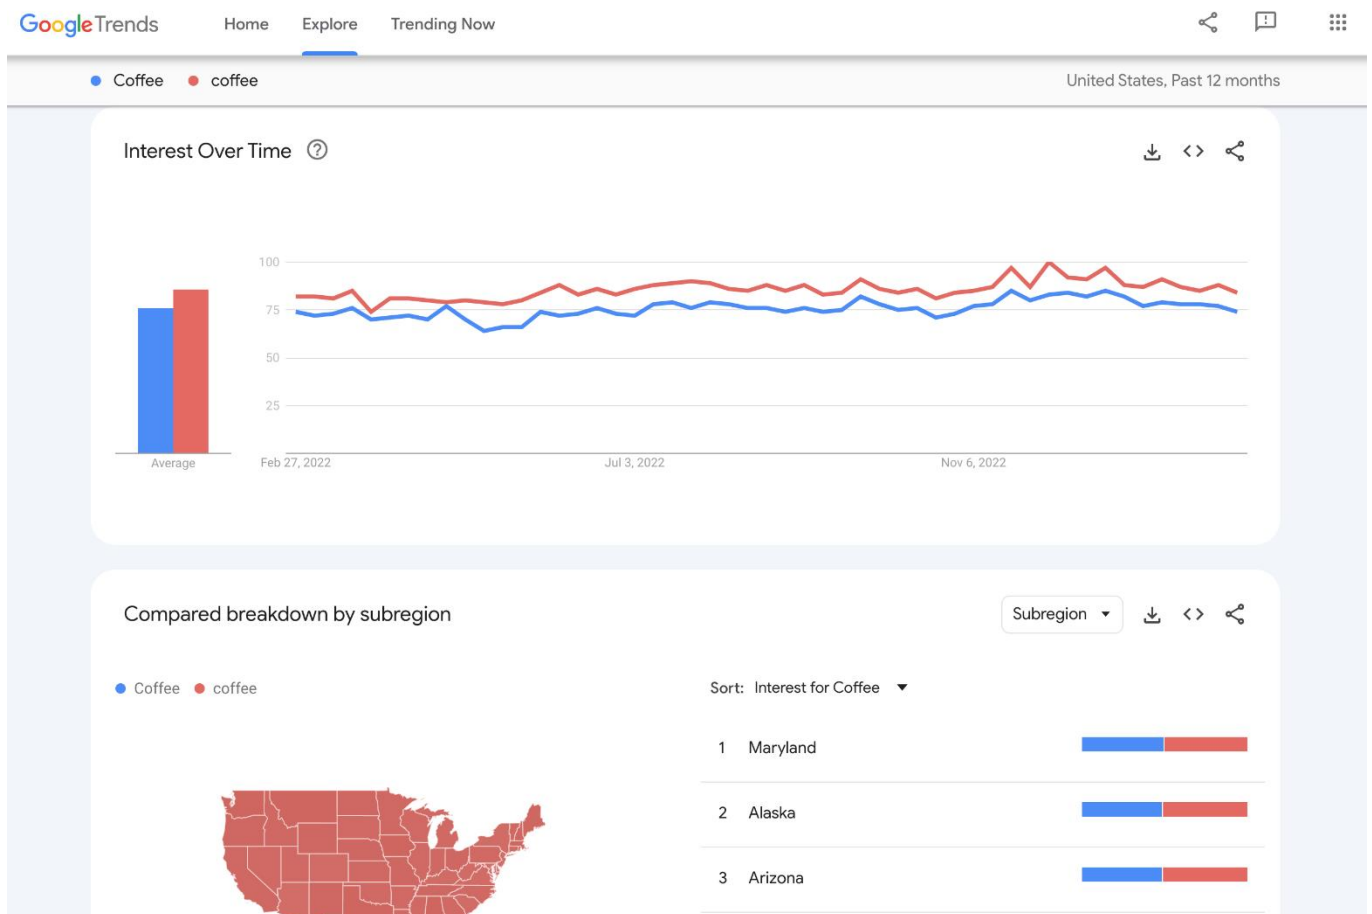 Google Trends Home Explore Trending Now
Coffee coffee United States, Past 12 months
Interest Over Time ?
100
75
50
25
Average Feb 27, 2022 Jul 3, 2022 Nov 6, 2022
Compared breakdown by subregion Subregion
Coffee coffee Sort: Interest for Coffee
1 Maryland
2 Alaska
3 Arizona